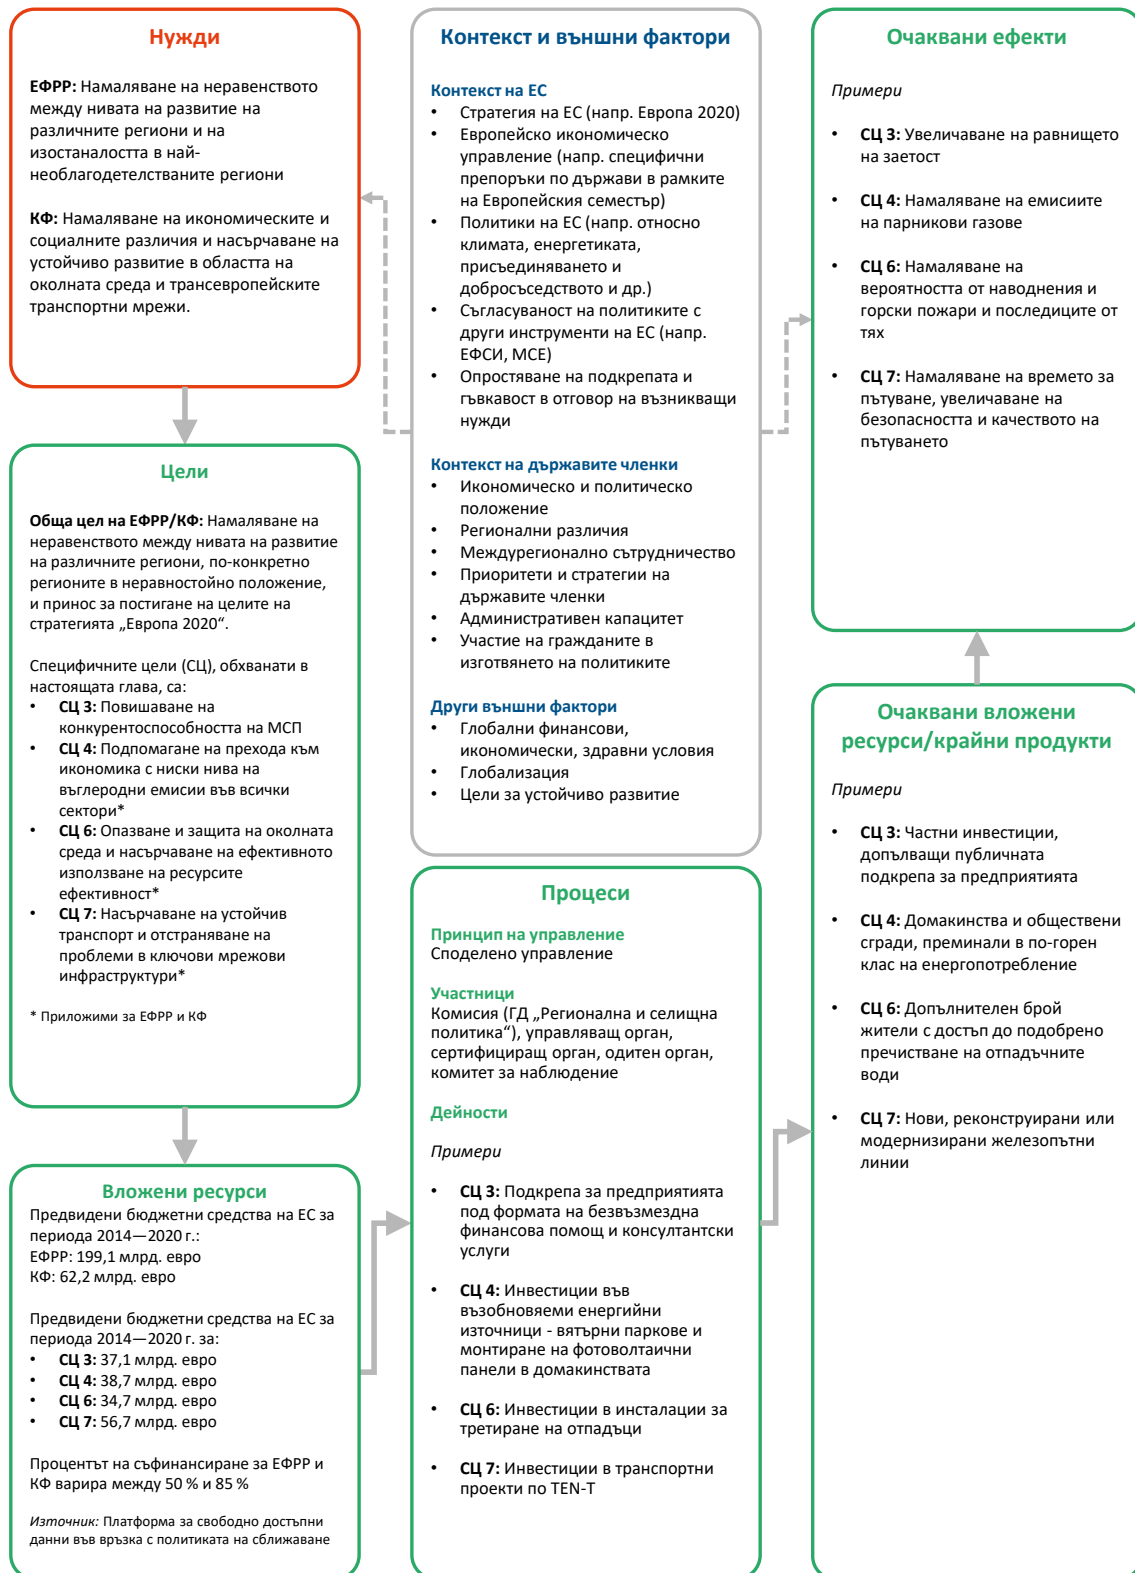 Нужди
ЕФРР: Намаляване на неравенството
между нивата на развитие на
различните региони и на
изостаналостта в най-
необлагодетелстваните региони
КФ: Намаляване на икономическите и
социалните различия и насърчаване на
устойчиво развитие в областта на
околната среда и трансевропейските
транспортни мрежи.
Цели
Обща цел на ЕФРР/КФ: Намаляване на
неравенството между нивата на развитие
на различните региони, по-конкретно
регионите в неравностойно положение,
и принос за постигане на целите на
стратегията „Европа 2020“.
Специфичните цели (СЦ), обхванати в
настоящата глава, са:
• СЦ 3: Повишаване на
конкурентоспособността на МСП
• СЦ 4: Подпомагане на прехода към
икономика с ниски нива на
въглеродни емисии във всички
сектори*
• СЦ 6: Опазване и защита на околната
среда и насърчаване на ефективното
използване на ресурсите
ефективност*
• СЦ 7: Насърчаване на устойчив
транспорт и отстраняване на
проблеми в ключови мрежови
инфраструктури*
* Приложими за ЕФРР и КФ
Вложени ресурси
Предвидени бюджетни средства на ЕС за
периода 2014—2020 г.:
ЕФРР: 199,1 млрд. евро
КФ: 62,2 млрд. евро
Предвидени бюджетни средства на ЕС за
периода 2014—2020 г. за:
• СЦ 3: 37,1 млрд. евро
• СЦ 4: 38,7 млрд. евро
• СЦ 6: 34,7 млрд. евро
• СЦ 7: 56,7 млрд. евро
Процентът на съфинансиране за ЕФРР и
КФ варира между 50 % и 85 %
Източник: Платформа за свободно достъпни
данни във връзка с политиката на сближаване
Контекст и външни фактори
Контекст на ЕС
• Стратегия на ЕС (напр. Европа 2020)
• Европейско икономическо
управление (напр. специфични
препоръки по държави в рамките
на Европейския семестър)
• Политики на ЕС (напр. относно
климата, енергетиката,
присъединяването и
добросъседството и др.)
• Съгласуваност на политиките с
други инструменти на ЕС (напр.
ЕФСИ, МСЕ)
• Опростяване на подкрепата и
гъвкавост в отговор на възникващи
нужди
Контекст на държавите членки
• Икономическо и политическо
положение
• Регионални различия
• Междурегионално сътрудничество
• Приоритети и стратегии на
държавите членки
• Административен капацитет
• Участие на гражданите в
изготвянето на политиките
Други външни фактори
• Глобални финансови,
икономически, здравни условия
• Глобализация
• Цели за устойчиво развитие
Процеси
Принцип на управление
Споделено управление
Участници
Комисия (ГД „Регионална и селищна
политика“), управляващ орган,
сертифициращ орган, одитен орган,
комитет за наблюдение
Дейности
Примери
• СЦ 3: Подкрепа за предприятията
под формата на безвъзмездна
финансова помощ и консултантски
услуги
• СЦ 4: Инвестиции във
възобновяеми енергийни
източници - вятърни паркове и
монтиране на фотоволтаични
панели в домакинствата
• СЦ 6: Инвестиции в инсталации за
третиране на отпадъци
• СЦ 7: Инвестиции в транспортни
проекти по TEN-T
Очаквани ефекти
Примери
• СЦ 3: Увеличаване на равнището
на заетост
• СЦ 4: Намаляване на емисиите
на парникови газове
• СЦ 6: Намаляване на
вероятността от наводнения и
горски пожари и последиците от
тях
• СЦ 7: Намаляване на времето за
пътуване, увеличаване на
безопасността и качеството на
пътуването
Очаквани вложени
ресурси/крайни продукти
Примери
• СЦ 3: Частни инвестиции,
допълващи публичната
подкрепа за предприятията
• СЦ 4: Домакинства и обществени
сгради, преминали в по-горен
клас на енергопотребление
• СЦ 6: Допълнителен брой
жители с достъп до подобрено
пречистване на отпадъчните
води
• СЦ 7: Нови, реконструирани или
модернизирани железопътни
линии